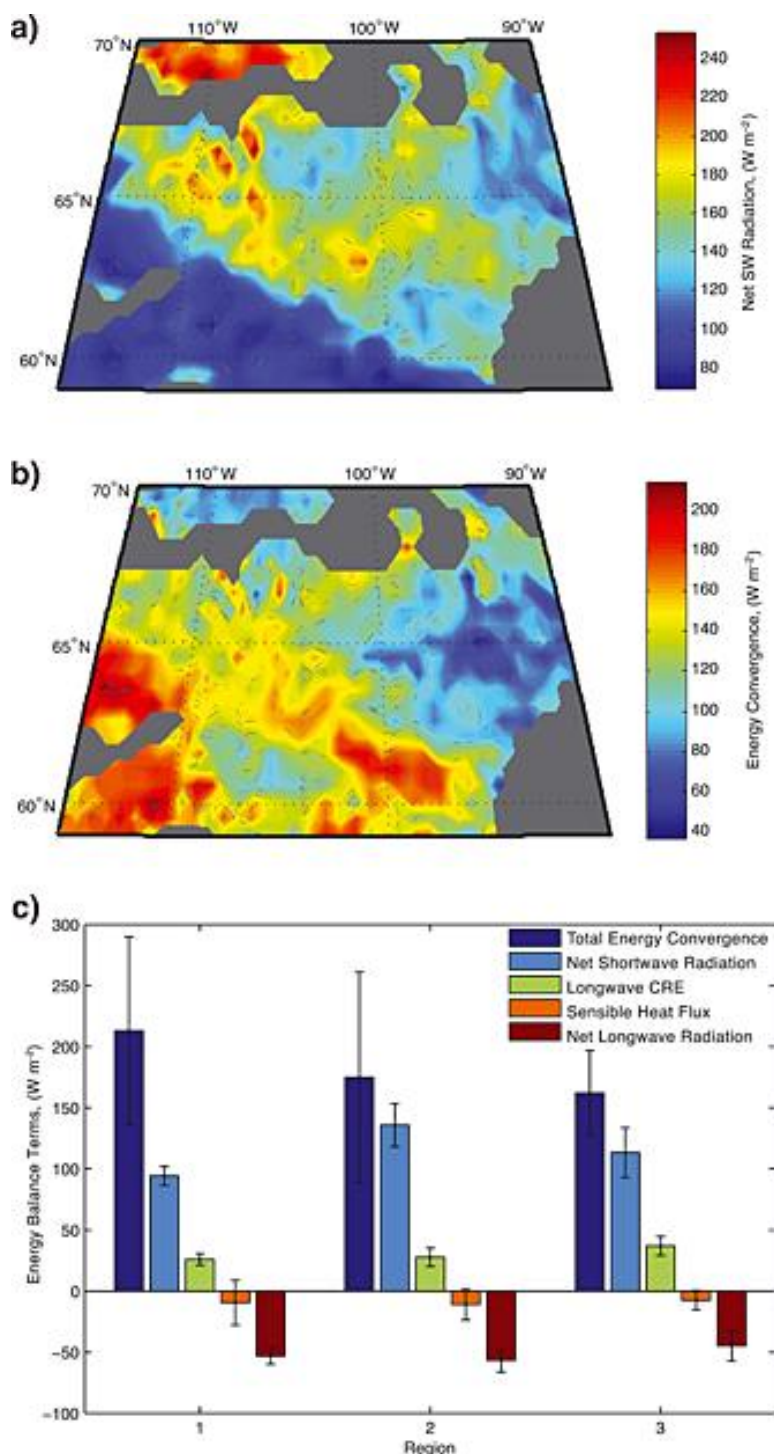 a)
110°W 100°W 90°W
70°N
65°N
60°N
240
220
200
180
160
140
120
100
80
Net SW Radiation, (W m⁻²)
b)
110°W 100°W 90°W
70°N
65°N
60°N
200
180
160
140
120
100
80
60
40
Energy Convergence, (W m⁻²)
c)
300
250
200
150
100
50
0
−50
−100
Energy Balance Terms, (W m⁻²)
Total Energy Convergence
Net Shortwave Radiation
Longwave CRE
Sensible Heat Flux
Net Longwave Radiation
1 2 3
Region